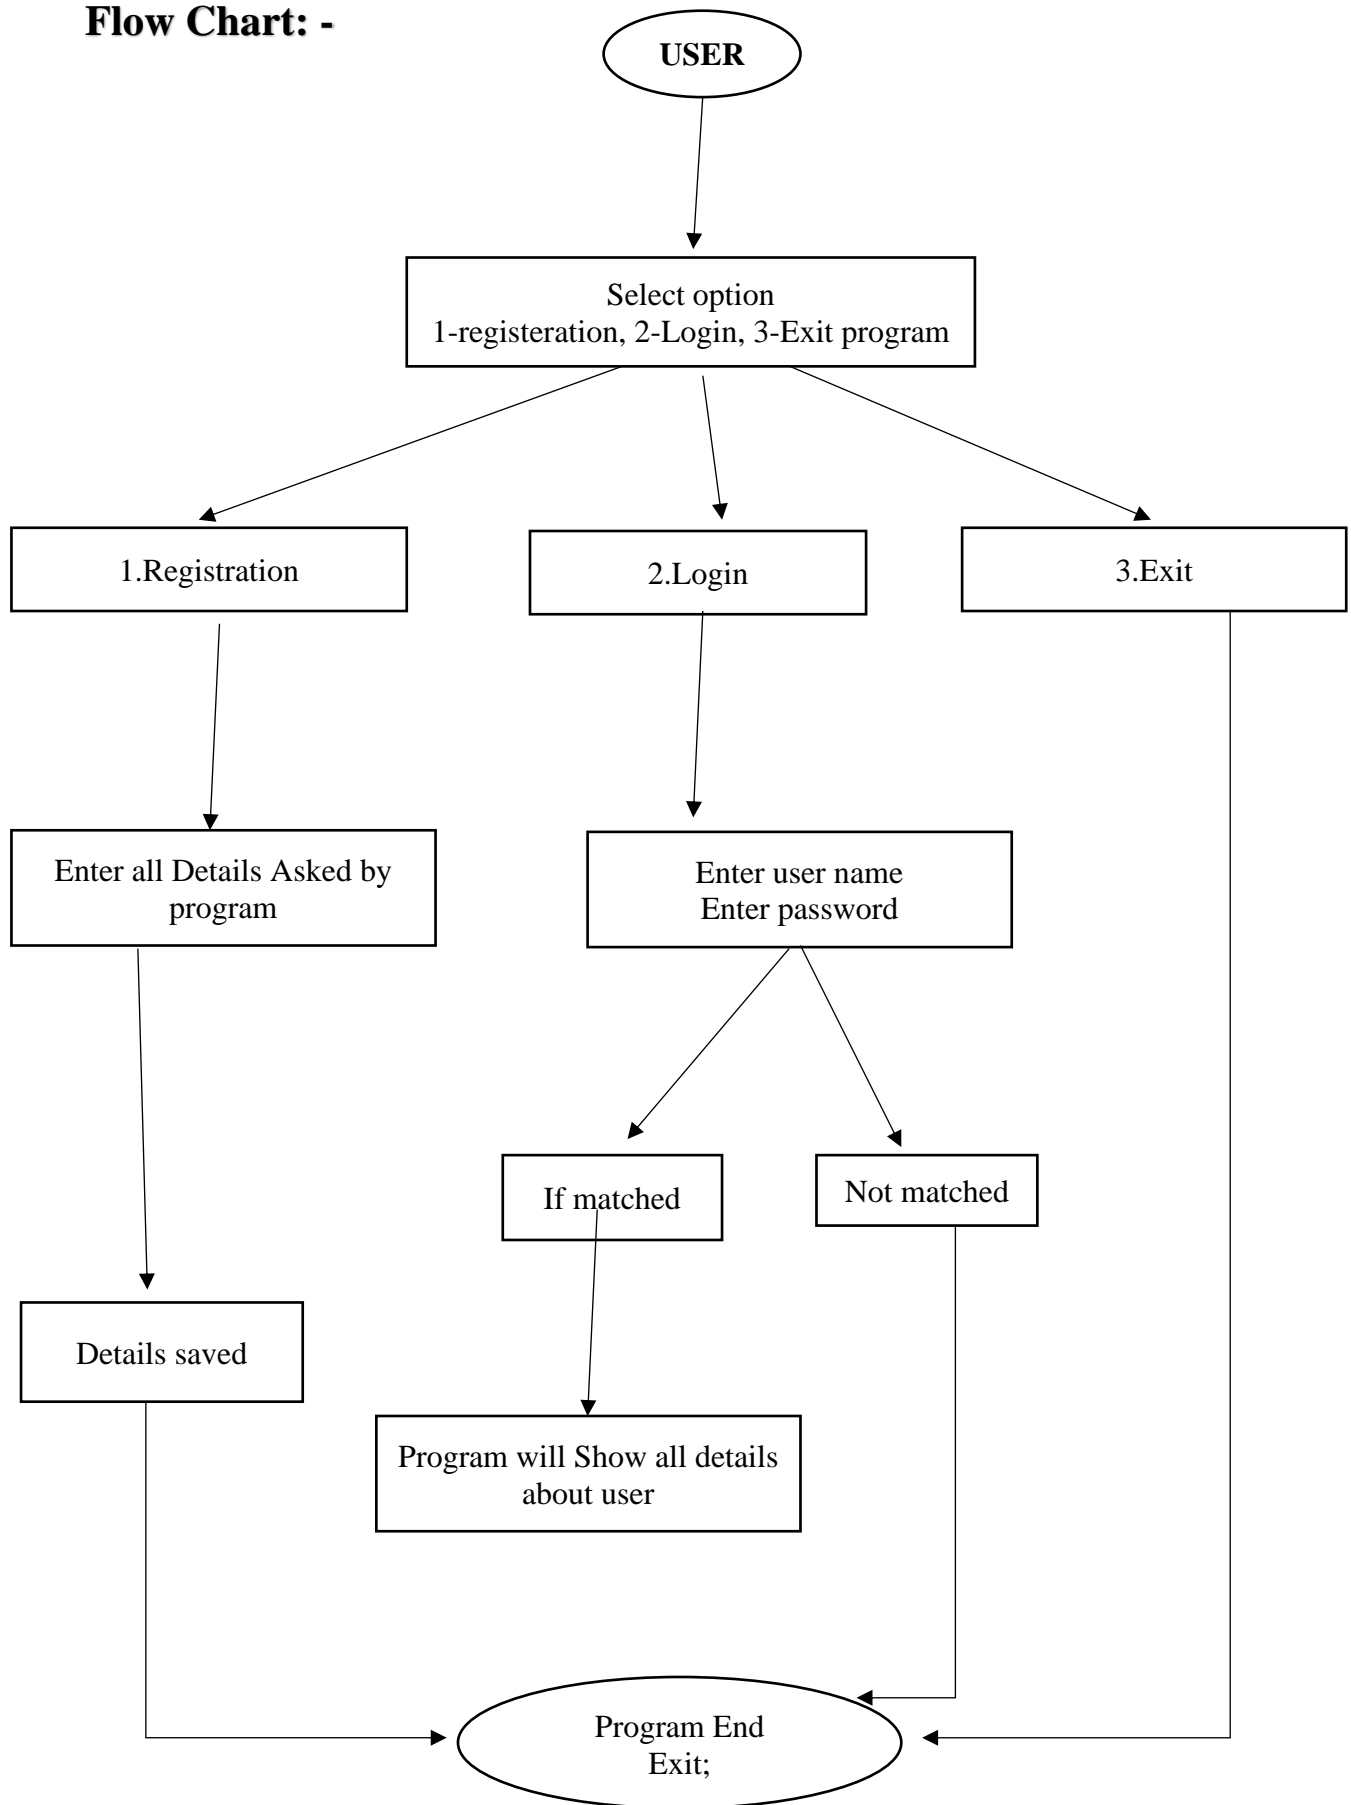 Flow Chart: -
USER
Select option
1-registeration, 2-Login, 3-Exit program
1.Registration
2.Login
3.Exit
Enter all Details Asked by
program
Enter user name
Enter password
If matched
Not matched
Details saved
Program will Show all details
about user
Program End
Exit;